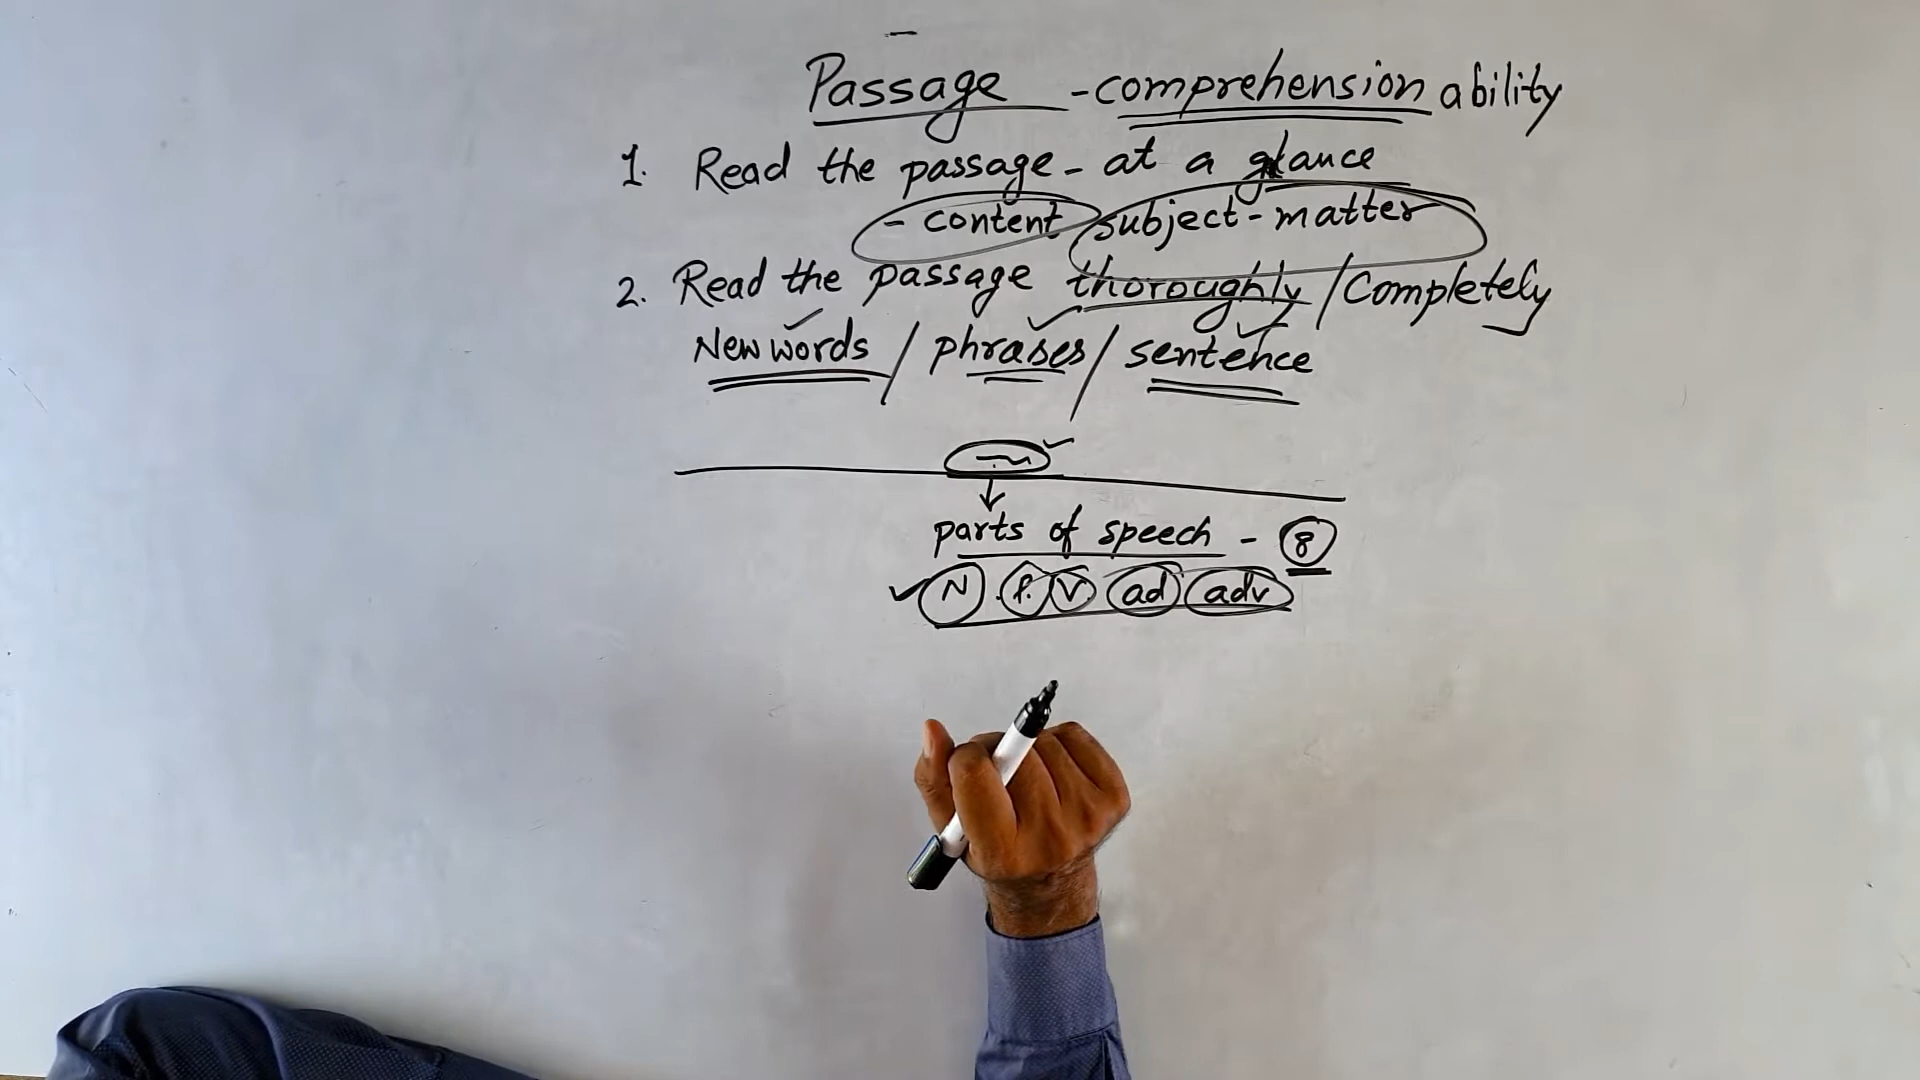 Passage - comprehension ability
1. Read the passage - at a glance
- content subject - matter
2. Read the passage thoroughly / Completely
New words / phrases / sentence
parts of speech - 8
N. P. V. ad adv